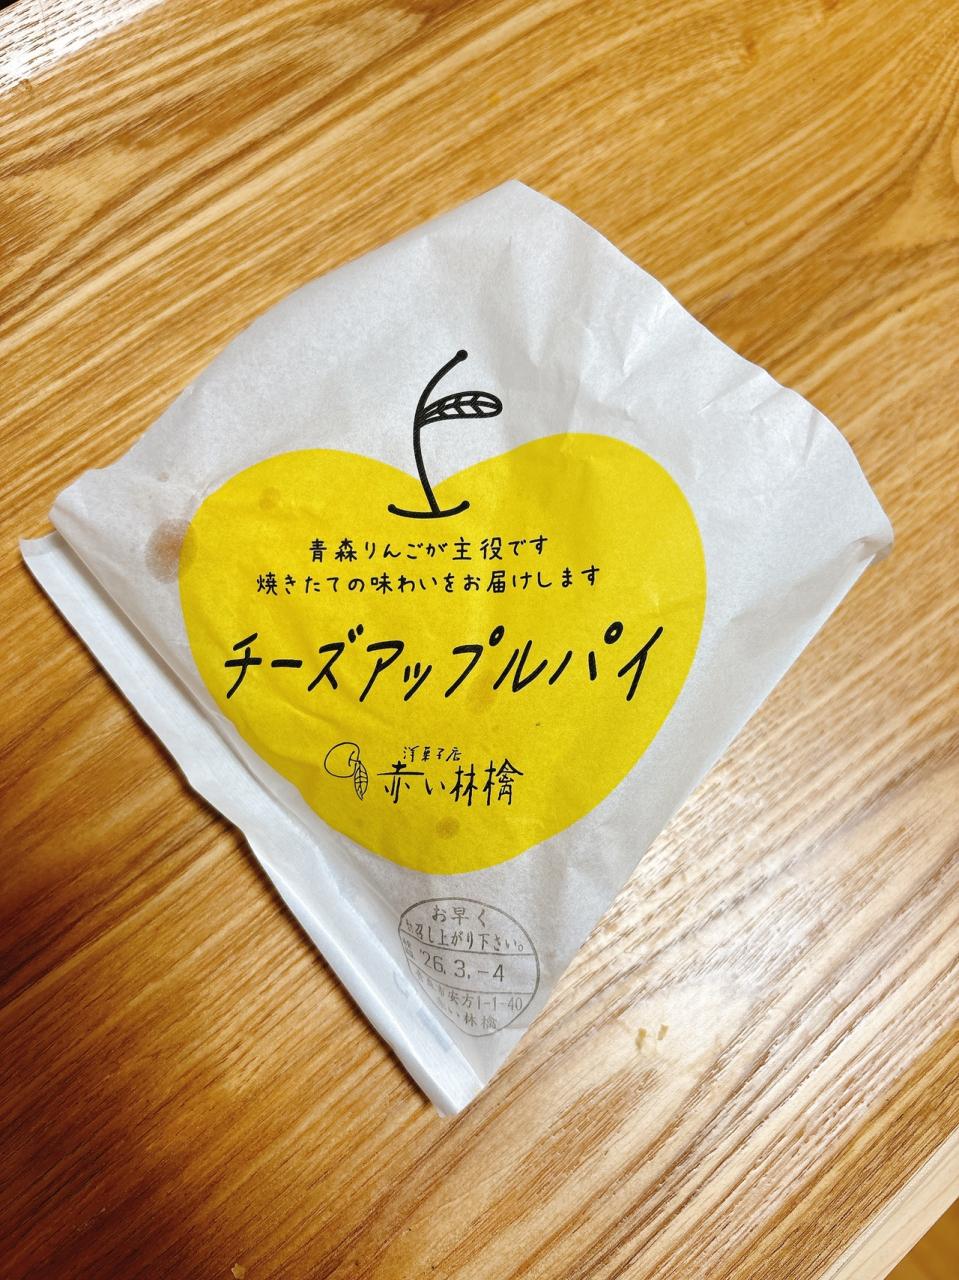 青森りんごが主役です
焼きたての味わいをお届けします
チーズアップルパイ
洋菓子店
赤い林檎
お早く
召し上がり下さい。
'26.3.-4
安方1-1-40
い林檎